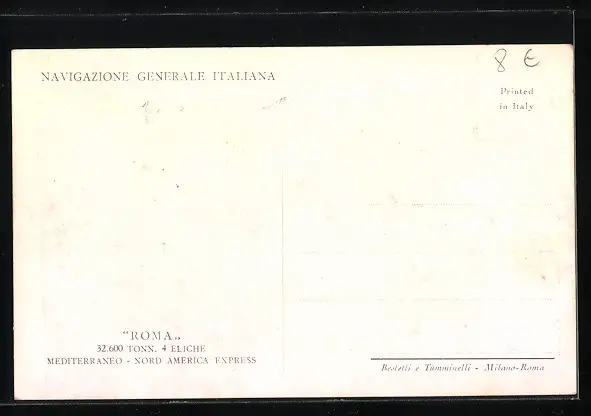 NAVIGAZIONE GENERALE ITALIANA
8 €
Printed
in Italy
"ROMA„
32.600 TONN. 4 ELICHE
MEDITERRANEO - NORD AMERICA EXPRESS
Bestetti e Tumminelli - Milano-Roma